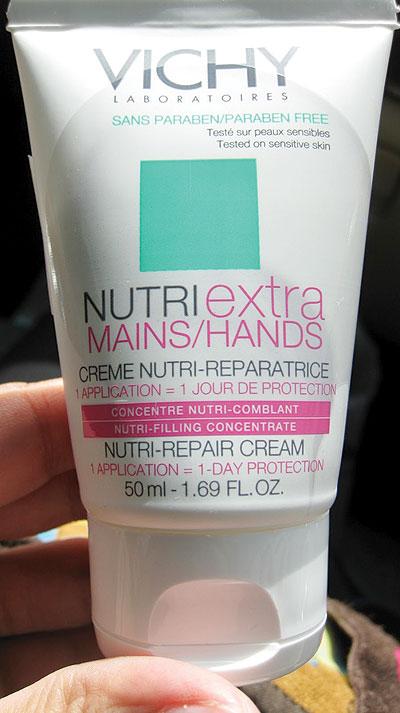 VICHY
LABORATOIRES
SANS PARABEN/PARABEN FREE
Testé sur peaux sensibles
Tested on sensitive skin
NUTRIextra
MAINS/HANDS
CREME NUTRI-REPARATRICE
1 APPLICATION = 1 JOUR DE PROTECTION
CONCENTRE NUTRI-COMBLANT
NUTRI-FILLING CONCENTRATE
NUTRI-REPAIR CREAM
1 APPLICATION = 1-DAY PROTECTION
50 ml - 1.69 FL.OZ.